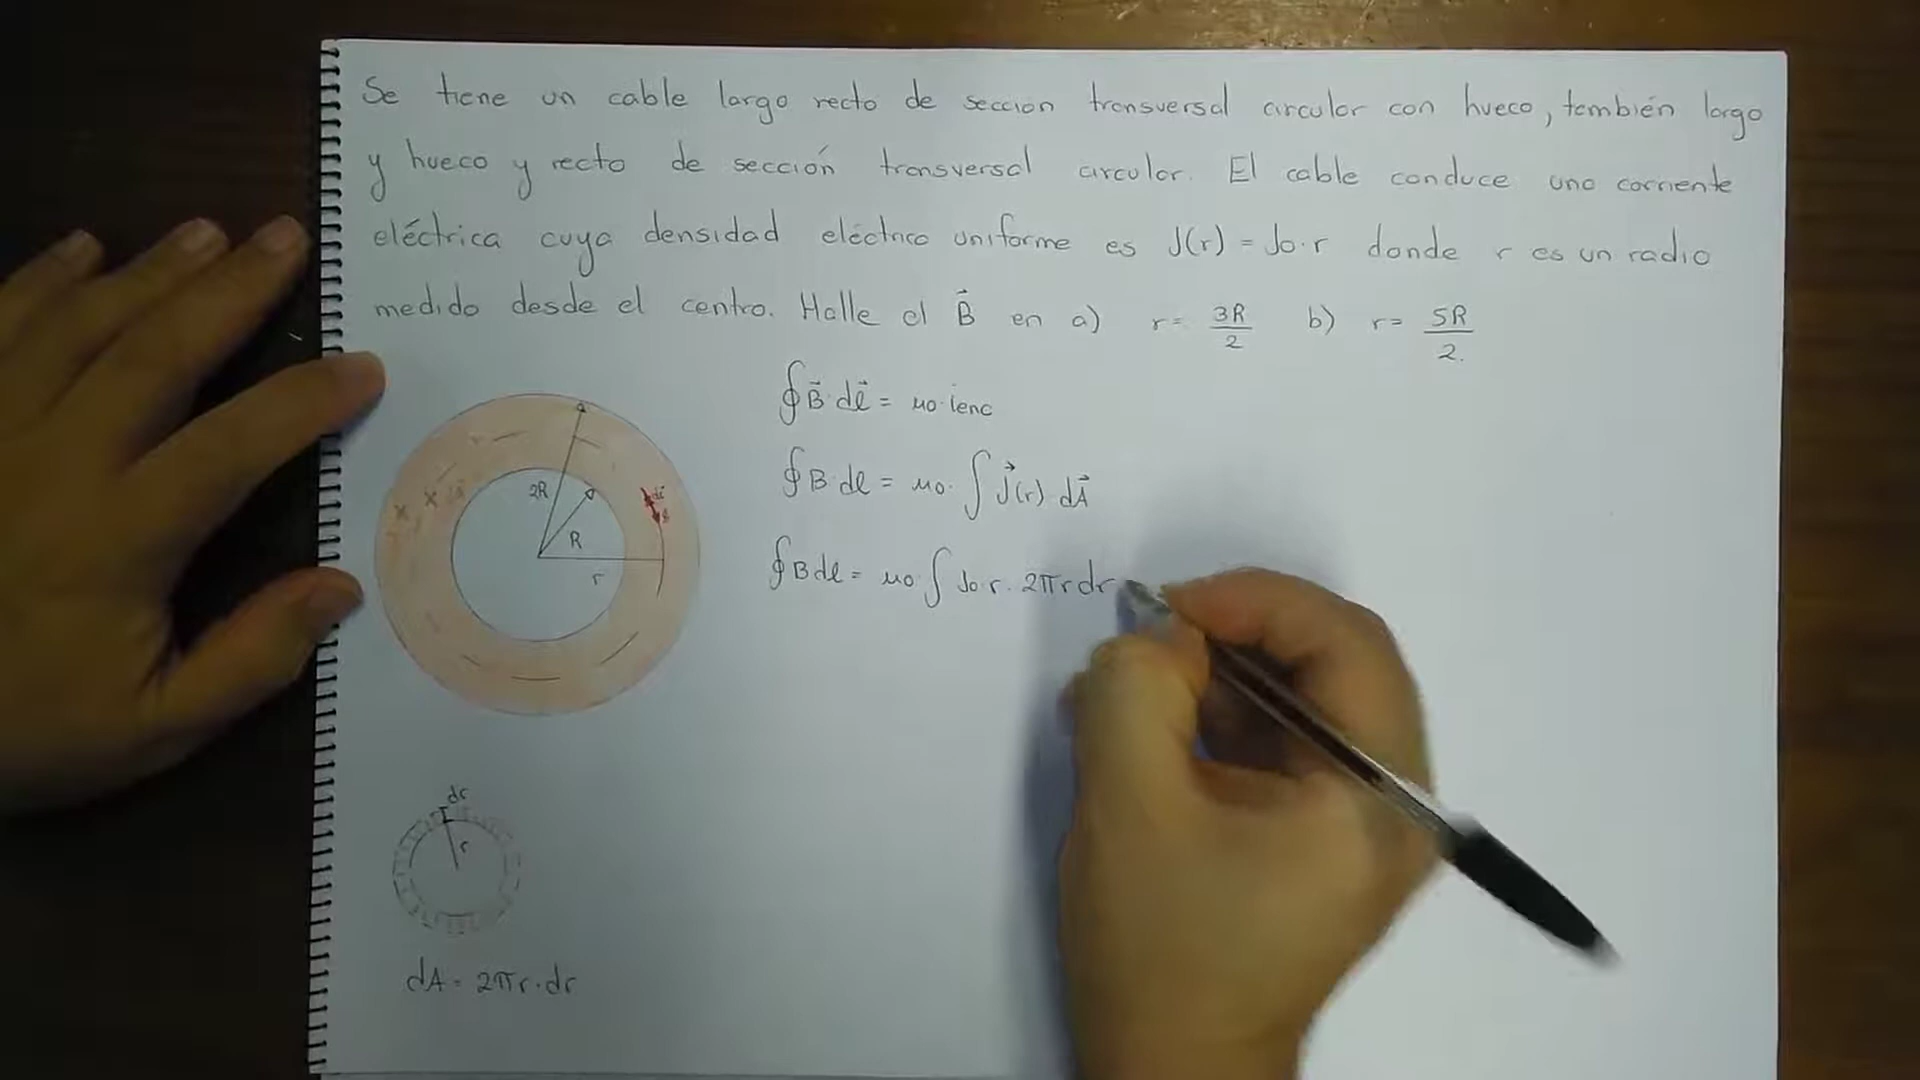 Se tiene un cable largo recto de seccion transversal circular con hueco, también largo
y hueco y recto de sección transversal circular. El cable conduce una corriente
eléctrica cuya densidad eléctrica uniforme es J(r) = Jo·r donde r es un radio
medido desde el centro. Halle el B⃗ en a) r = 3R/2 b) r = 5R/2.
∮B⃗·dℓ⃗ = μo·ienc
∮B·dℓ = μo·∫J⃗(r)·dA⃗
∮Bdℓ = μo·∫Jo·r·2πrdr
2R
R
r
dℓ⃗
B
dr
r
dA = 2πr·dr